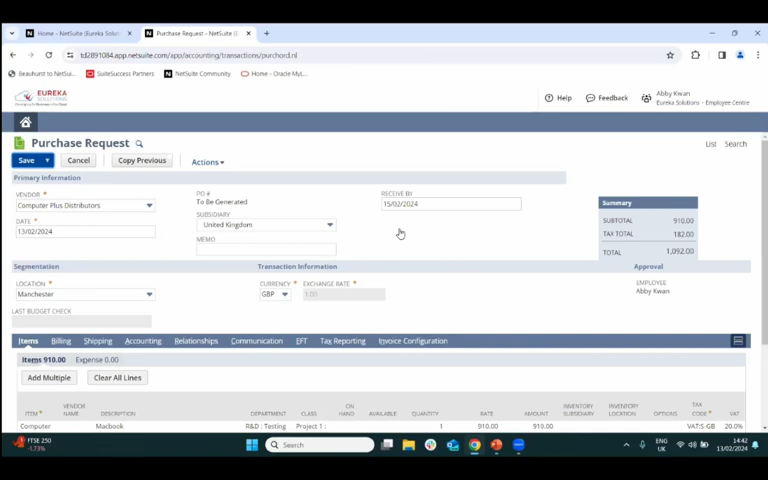 Home - NetSuite (Eureka Solut
Purchase Request - NetSuite (E
td2891084.app.netsuite.com/app/accounting/transactions/purchord.nl
Beauhurst to NetSui...
SuiteSuccess Partners
NetSuite Community
Home - Oracle MyL...
EUREKA
SOLUTIONS
Help
Feedback
Abby Kwan
Eureka Solutions - Employee Centre
Purchase Request
List
Search
Save
Cancel
Copy Previous
Actions
Primary Information
VENDOR *
Computer Plus Distributors
DATE *
13/02/2024
PO #
To Be Generated
SUBSIDIARY
United Kingdom
MEMO
RECEIVE BY
15/02/2024
Summary
SUBTOTAL 910.00
TAX TOTAL 182.00
TOTAL 1,092.00
Segmentation
Transaction Information
Approval
LOCATION *
Manchester
LAST BUDGET CHECK
CURRENCY *
GBP
EXCHANGE RATE *
1.00
EMPLOYEE
Abby Kwan
Items Billing Shipping Accounting Relationships Communication EFT Tax Reporting Invoice Configuration
Items 910.00 Expense 0.00
Add Multiple
Clear All Lines
ITEM * VENDOR NAME DESCRIPTION DEPARTMENT CLASS ON HAND AVAILABLE QUANTITY RATE AMOUNT INVENTORY SUBSIDIARY INVENTORY LOCATION OPTIONS TAX CODE * VAT
Computer Macbook R&D : Testing Project 1 : 1 910.00 910.00 VAT:S-GB 20.0%
FTSE 250
-1.73%
Search
ENG
UK
14:42
13/02/2024